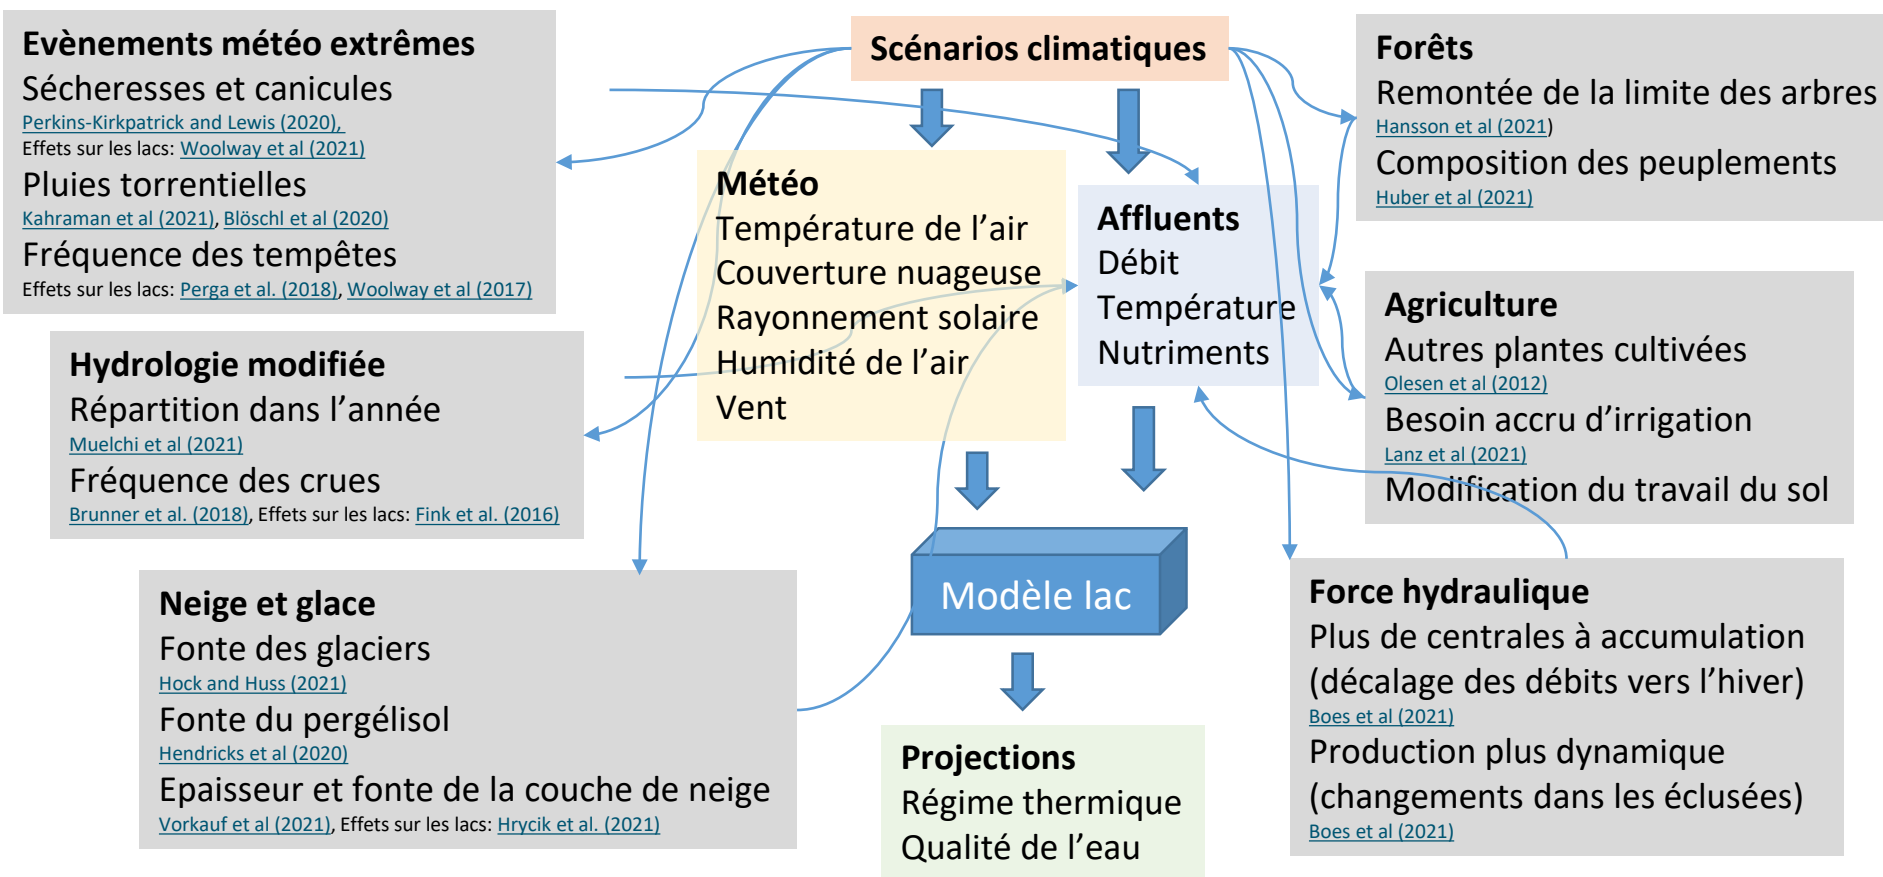 Scénarios climatiques
Evènements météo extrêmes
Sécheresses et canicules
Perkins-Kirkpatrick and Lewis (2020),
Effets sur les lacs: Woolway et al (2021)
Pluies torrentielles
Kahraman et al (2021), Blöschl et al (2020)
Fréquence des tempêtes
Effets sur les lacs: Perga et al. (2018), Woolway et al (2017)
Hydrologie modifiée
Répartition dans l’année
Muelchi et al (2021)
Fréquence des crues
Brunner et al. (2018), Effets sur les lacs: Fink et al. (2016)
Neige et glace
Fonte des glaciers
Hock and Huss (2021)
Fonte du pergélisol
Hendricks et al (2020)
Epaisseur et fonte de la couche de neige
Vorkauf et al (2021), Effets sur les lacs: Hrycik et al. (2021)
Météo
Température de l’air
Couverture nuageuse
Rayonnement solaire
Humidité de l’air
Vent
Affluents
Débit
Température
Nutriments
Modèle lac
Projections
Régime thermique
Qualité de l’eau
Forêts
Remontée de la limite des arbres
Hansson et al (2021)
Composition des peuplements
Huber et al (2021)
Agriculture
Autres plantes cultivées
Olesen et al (2012)
Besoin accru d’irrigation
Lanz et al (2021)
Modification du travail du sol
Force hydraulique
Plus de centrales à accumulation
(décalage des débits vers l’hiver)
Boes et al (2021)
Production plus dynamique
(changements dans les éclusées)
Boes et al (2021)